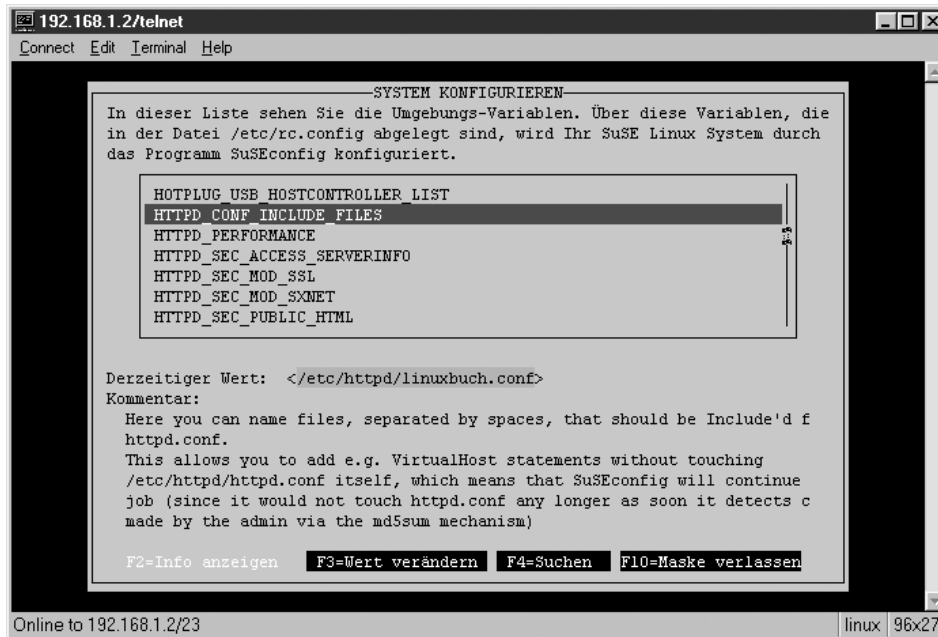 192.168.1.2/telnet
Connect Edit Terminal Help
SYSTEM KONFIGURIEREN
In dieser Liste sehen Sie die Umgebungs-Variablen. Über diese Variablen, die
in der Datei /etc/rc.config abgelegt sind, wird Ihr SuSE Linux System durch
das Programm SuSEconfig konfiguriert.
HOTPLUG_USB_HOSTCONTROLLER_LIST
HTTPD_CONF_INCLUDE_FILES
HTTPD_PERFORMANCE
HTTPD_SEC_ACCESS_SERVERINFO
HTTPD_SEC_MOD_SSL
HTTPD_SEC_MOD_SXNET
HTTPD_SEC_PUBLIC_HTML
Derzeitiger Wert: </etc/httpd/linuxbuch.conf>
Kommentar:
Here you can name files, separated by spaces, that should be Include'd f
httpd.conf.
This allows you to add e.g. VirtualHost statements without touching
/etc/httpd/httpd.conf itself, which means that SuSEconfig will continue
job (since it would not touch httpd.conf any longer as soon it detects c
made by the admin via the md5sum mechanism)
F2=Info anzeigen F3=Wert verändern F4=Suchen F10=Maske verlassen
Online to 192.168.1.2/23 linux 96x27